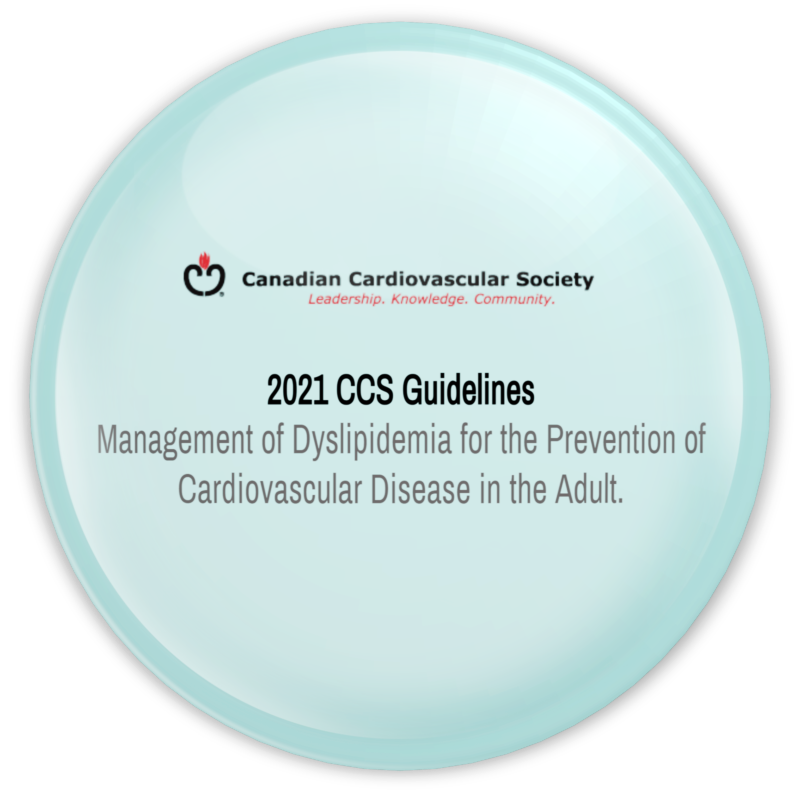 Canadian Cardiovascular Society
Leadership. Knowledge. Community.
2021 CCS Guidelines
Management of Dyslipidemia for the Prevention of
Cardiovascular Disease in the Adult.